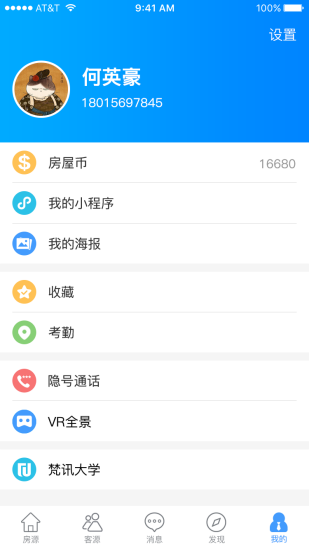 AT&T 9:41 AM 100%
设置
何英豪
18015697845
房屋币 16680
我的小程序
我的海报
收藏
考勤
隐号通话
VR全景
梵讯大学
房源 客源 消息 发现 我的